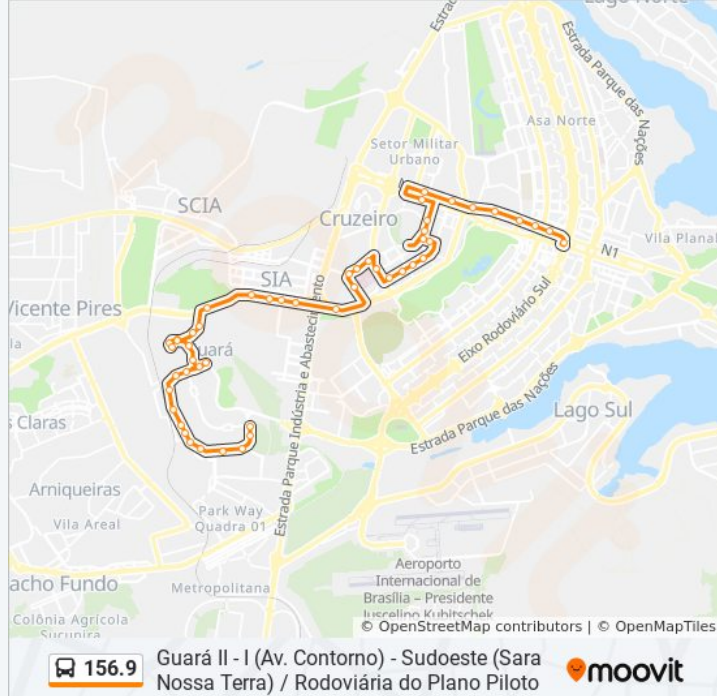 Lago Norte
Estrada
Estrada Parque das Nações
Asa Norte
Setor Militar
Urbano
SCIA
Cruzeiro
N1
Vila Planal
SIA
Vicente Pires
Guará
Estrada Parque Indústria e Abastecimento
Eixo Rodoviário Sul
Estrada Parque das Nações
Lago Sul
s Claras
Arniqueiras
Vila Areal
Park Way
Quadra 01
Aeroporto
Internacional de
Brasília – Presidente
Juscelino Kubitschek
acho Fundo
Metropolitana
Colônia Agrícola
Sucupira
© OpenStreetMap contributors | © OpenMapTiles
156.9
Guará II - I (Av. Contorno) - Sudoeste (Sara
Nossa Terra) / Rodoviária do Plano Piloto
moovit